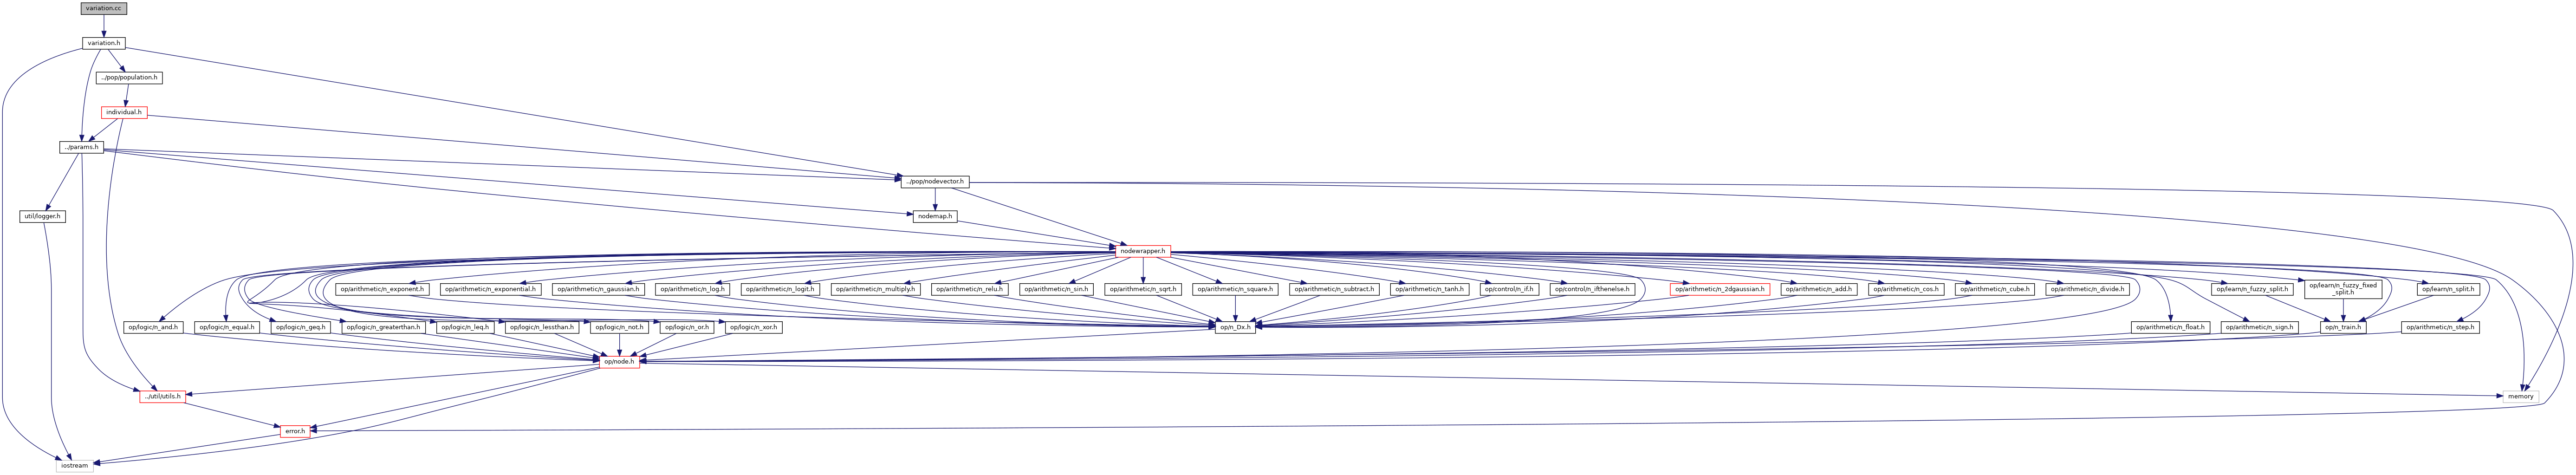 variation.cc
variation.h
../pop/population.h
individual.h
../params.h
../pop/nodevector.h
util/logger.h
nodemap.h
nodewrapper.h
op/arithmetic/n_exponent.h
op/arithmetic/n_exponential.h
op/arithmetic/n_gaussian.h
op/arithmetic/n_log.h
op/arithmetic/n_logit.h
op/arithmetic/n_multiply.h
op/arithmetic/n_relu.h
op/arithmetic/n_sin.h
op/arithmetic/n_sqrt.h
op/arithmetic/n_square.h
op/arithmetic/n_subtract.h
op/arithmetic/n_tanh.h
op/control/n_if.h
op/control/n_ifthenelse.h
op/arithmetic/n_2dgaussian.h
op/arithmetic/n_add.h
op/arithmetic/n_cos.h
op/arithmetic/n_cube.h
op/arithmetic/n_divide.h
op/learn/n_fuzzy_split.h
op/learn/n_fuzzy_fixed
_split.h
op/learn/n_split.h
op/logic/n_and.h
op/logic/n_equal.h
op/logic/n_geq.h
op/logic/n_greaterthan.h
op/logic/n_leq.h
op/logic/n_lessthan.h
op/logic/n_not.h
op/logic/n_or.h
op/logic/n_xor.h
op/n_Dx.h
op/arithmetic/n_float.h
op/arithmetic/n_sign.h
op/n_train.h
op/arithmetic/n_step.h
op/node.h
../util/utils.h
memory
error.h
iostream